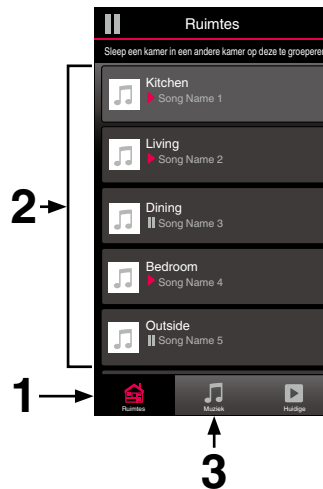 Ruimtes
Sleep een kamer in een andere kamer op deze te groeperen
Kitchen
Song Name 1
Living
Song Name 2
Dining
Song Name 3
Bedroom
Song Name 4
Outside
Song Name 5
2
1
Ruimtes
Muziek
Huidige
3